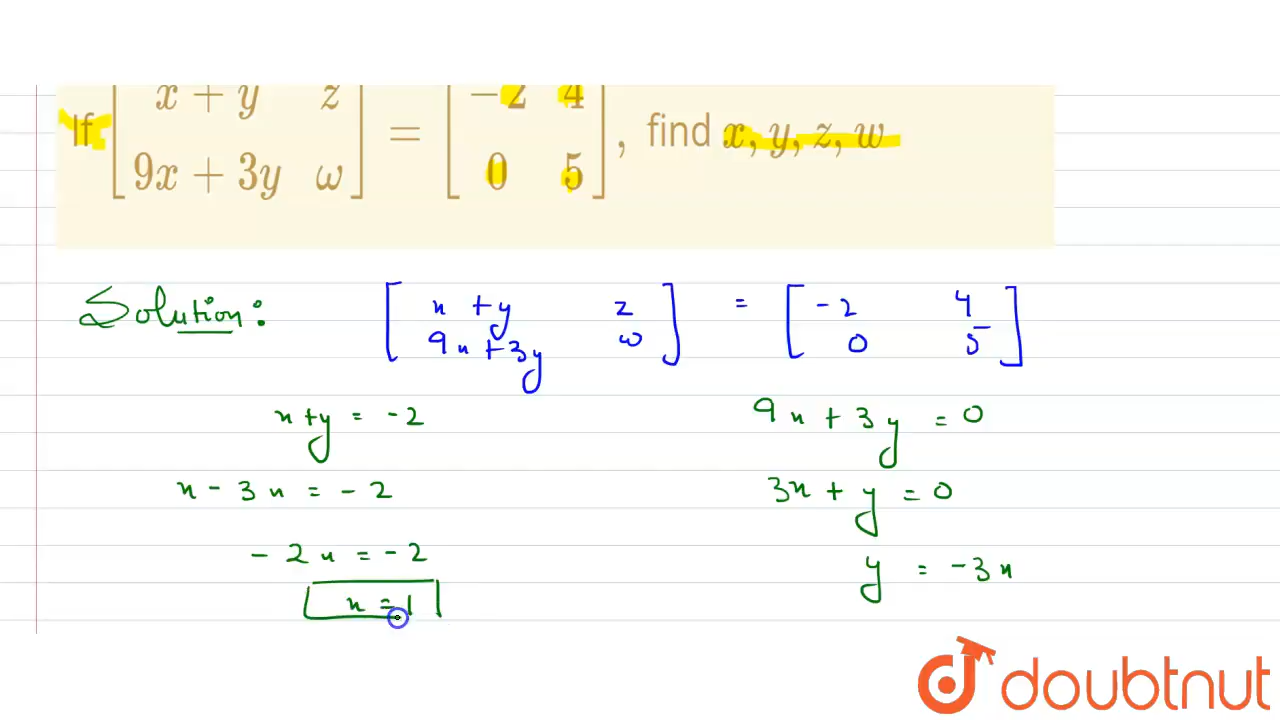 If [ x + y z ] = [ −2 4 ] , find x, y, z, w
[ 9x + 3y ω ] [ 0 5 ]
Solution: [ x + y z ] = [ -2 4 ]
[ 9x + 3y w ] [ 0 5 ]
x + y = -2
9x + 3y = 0
x - 3x = -2
3x + y = 0
- 2x = -2
y = -3x
x = 1
doubtnut